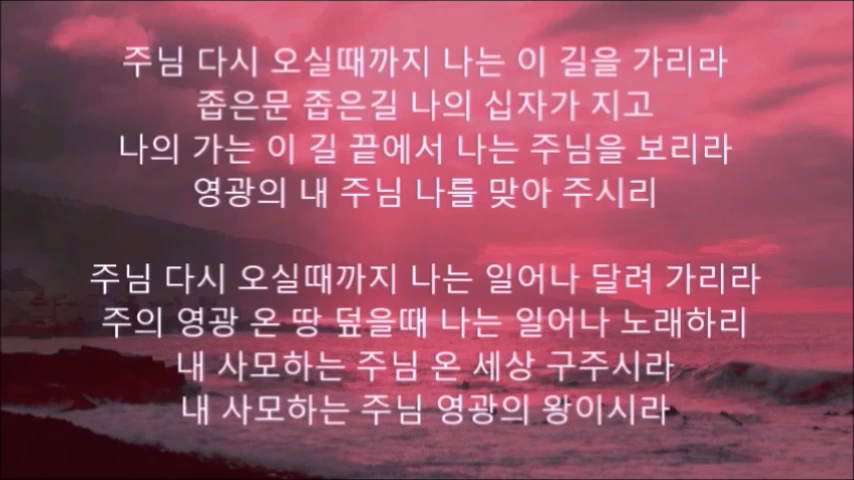 주님 다시 오실때까지 나는 이 길을 가리라
좁은문 좁은길 나의 십자가 지고
나의 가는 이 길 끝에서 나는 주님을 보리라
영광의 내 주님 나를 맞아 주시리
주님 다시 오실때까지 나는 일어나 달려 가리라
주의 영광 온 땅 덮을때 나는 일어나 노래하리
내 사모하는 주님 온 세상 구주시라
내 사모하는 주님 영광의 왕이시라